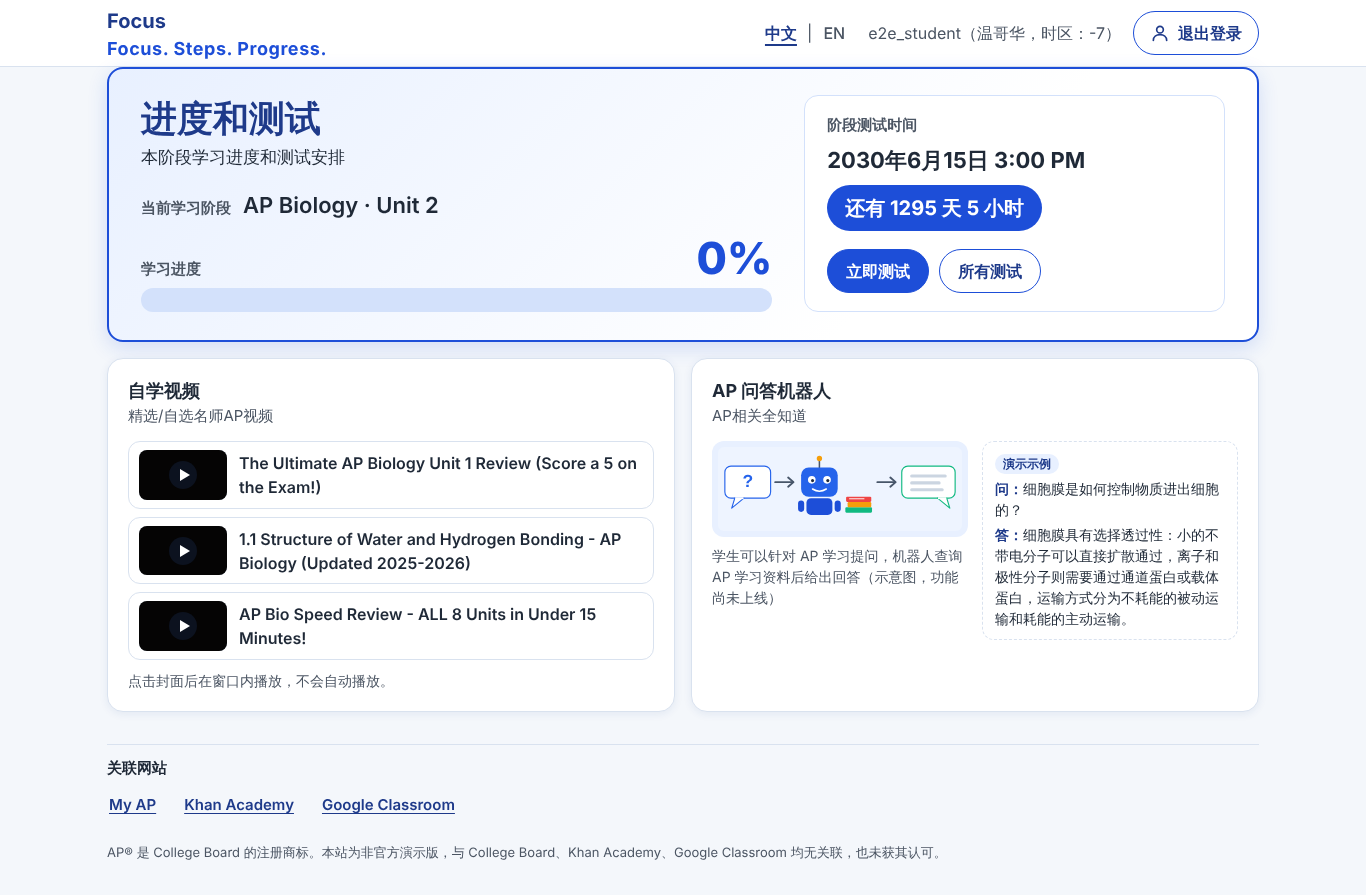 Focus
Focus. Steps. Progress.
中文 | EN e2e_student（温哥华，时区：-7） 退出登录
进度和测试
本阶段学习进度和测试安排
当前学习阶段 AP Biology · Unit 2
学习进度 0%
阶段测试时间
2030年6月15日 3:00 PM
还有 1295 天 5 小时
立即测试 所有测试
自学视频
精选/自选名师AP视频
The Ultimate AP Biology Unit 1 Review (Score a 5 on
the Exam!)
1.1 Structure of Water and Hydrogen Bonding - AP
Biology (Updated 2025-2026)
AP Bio Speed Review - ALL 8 Units in Under 15
Minutes!
点击封面后在窗口内播放，不会自动播放。
AP 问答机器人
AP相关全知道
?
学生可以针对 AP 学习提问，机器人查询
AP 学习资料后给出回答（示意图，功能
尚未上线）
演示示例
问：细胞膜是如何控制物质进出细胞
的？
答：细胞膜具有选择透过性：小的不
带电分子可以直接扩散通过，离子和
极性分子则需要通过通道蛋白或载体
蛋白，运输方式分为不耗能的被动运
输和耗能的主动运输。
关联网站
My AP Khan Academy Google Classroom
AP® 是 College Board 的注册商标。本站为非官方演示版，与 College Board、Khan Academy、Google Classroom 均无关联，也未获其认可。